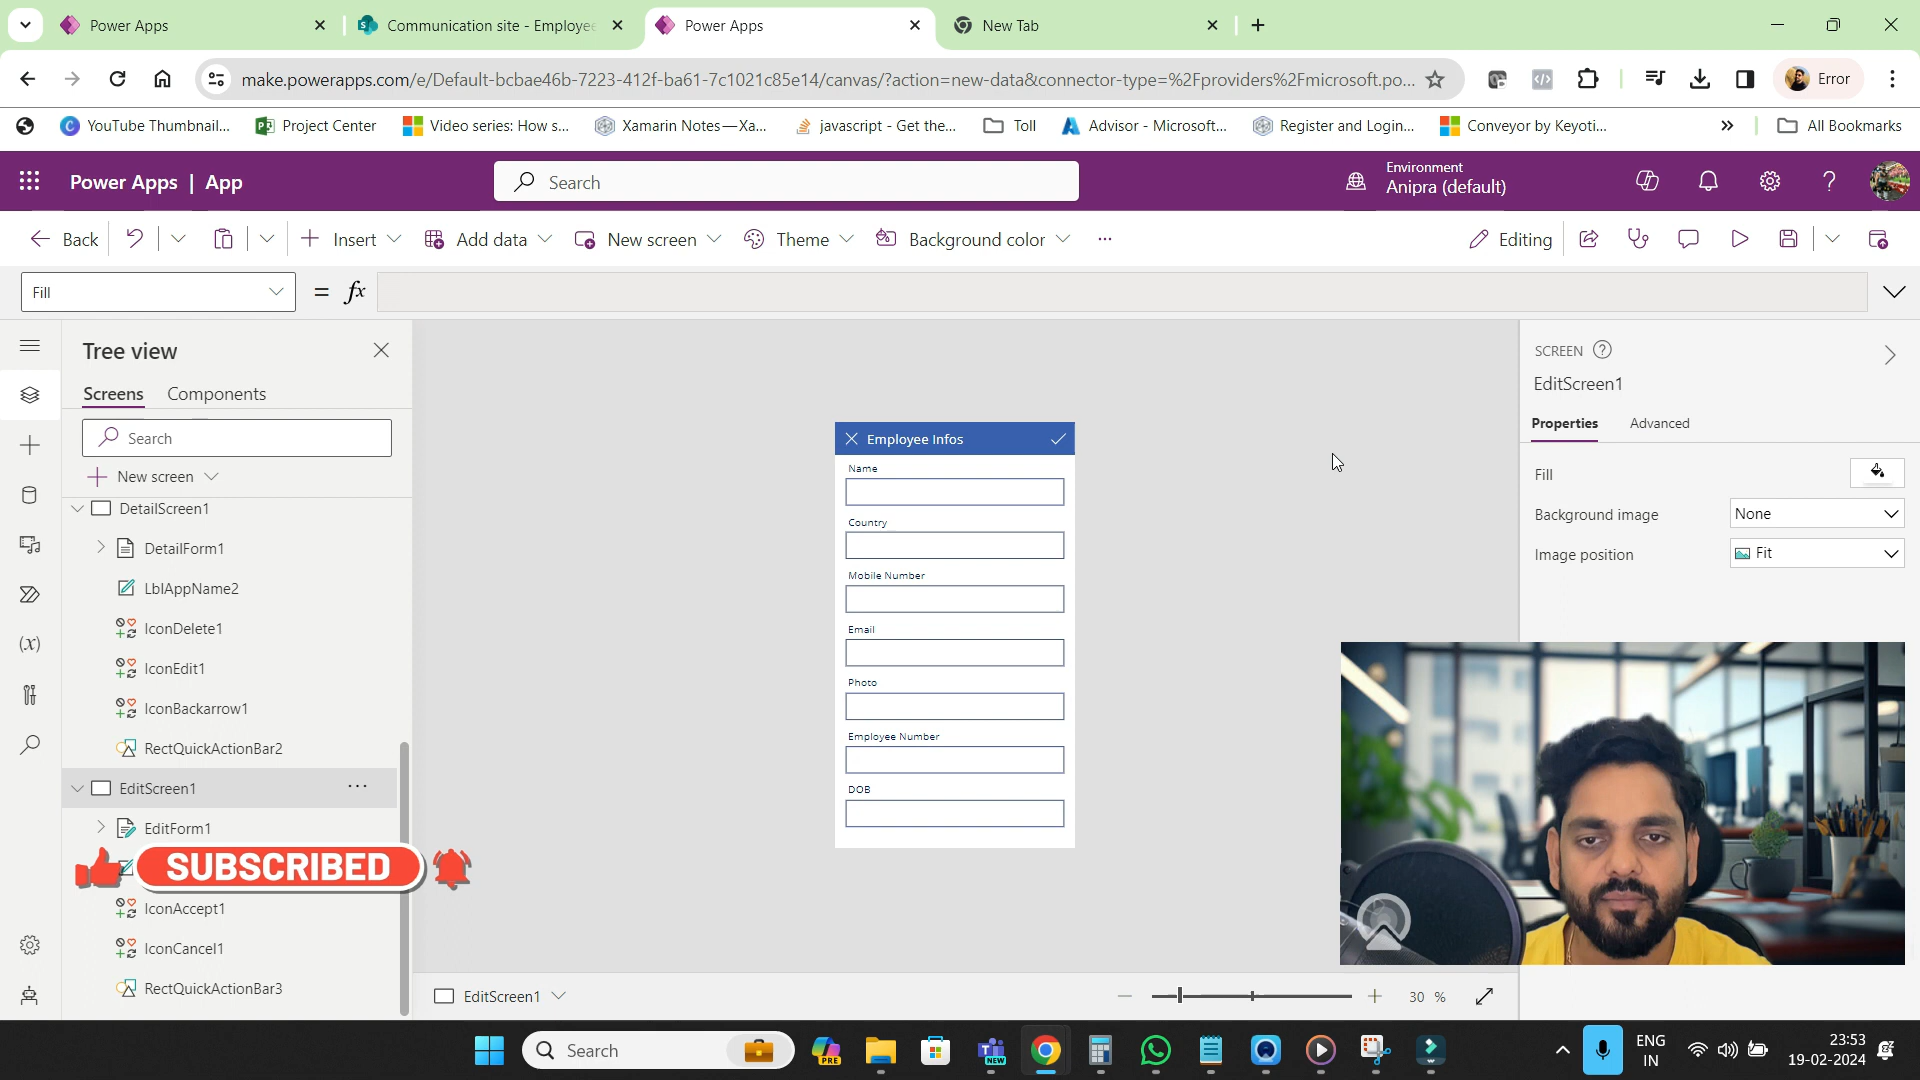 Power Apps
Communication site - Employee
Power Apps
New Tab
make.powerapps.com/e/Default-bcbae46b-7223-412f-ba61-7c1021c85e14/canvas/?action=new-data&connector-type=%2Fproviders%2Fmicrosoft.po...
Error
YouTube Thumbnail...
Project Center
Video series: How s...
Xamarin Notes—Xa...
javascript - Get the...
Toll
Advisor - Microsoft...
Register and Login...
Conveyor by Keyoti...
All Bookmarks
Power Apps | App
Search
Environment
Anipra (default)
Back
Insert
Add data
New screen
Theme
Background color
Editing
Fill
= fx
Tree view
Screens
Components
Search
New screen
DetailScreen1
DetailForm1
LblAppName2
IconDelete1
IconEdit1
IconBackarrow1
RectQuickActionBar2
EditScreen1
EditForm1
SUBSCRIBED
IconAccept1
IconCancel1
RectQuickActionBar3
Employee Infos
Name
Country
Mobile Number
Email
Photo
Employee Number
DOB
EditScreen1
30 %
SCREEN
EditScreen1
Properties
Advanced
Fill
Background image
None
Image position
Fit
Search
PRE
NEW
ENG
IN
23:53
19-02-2024